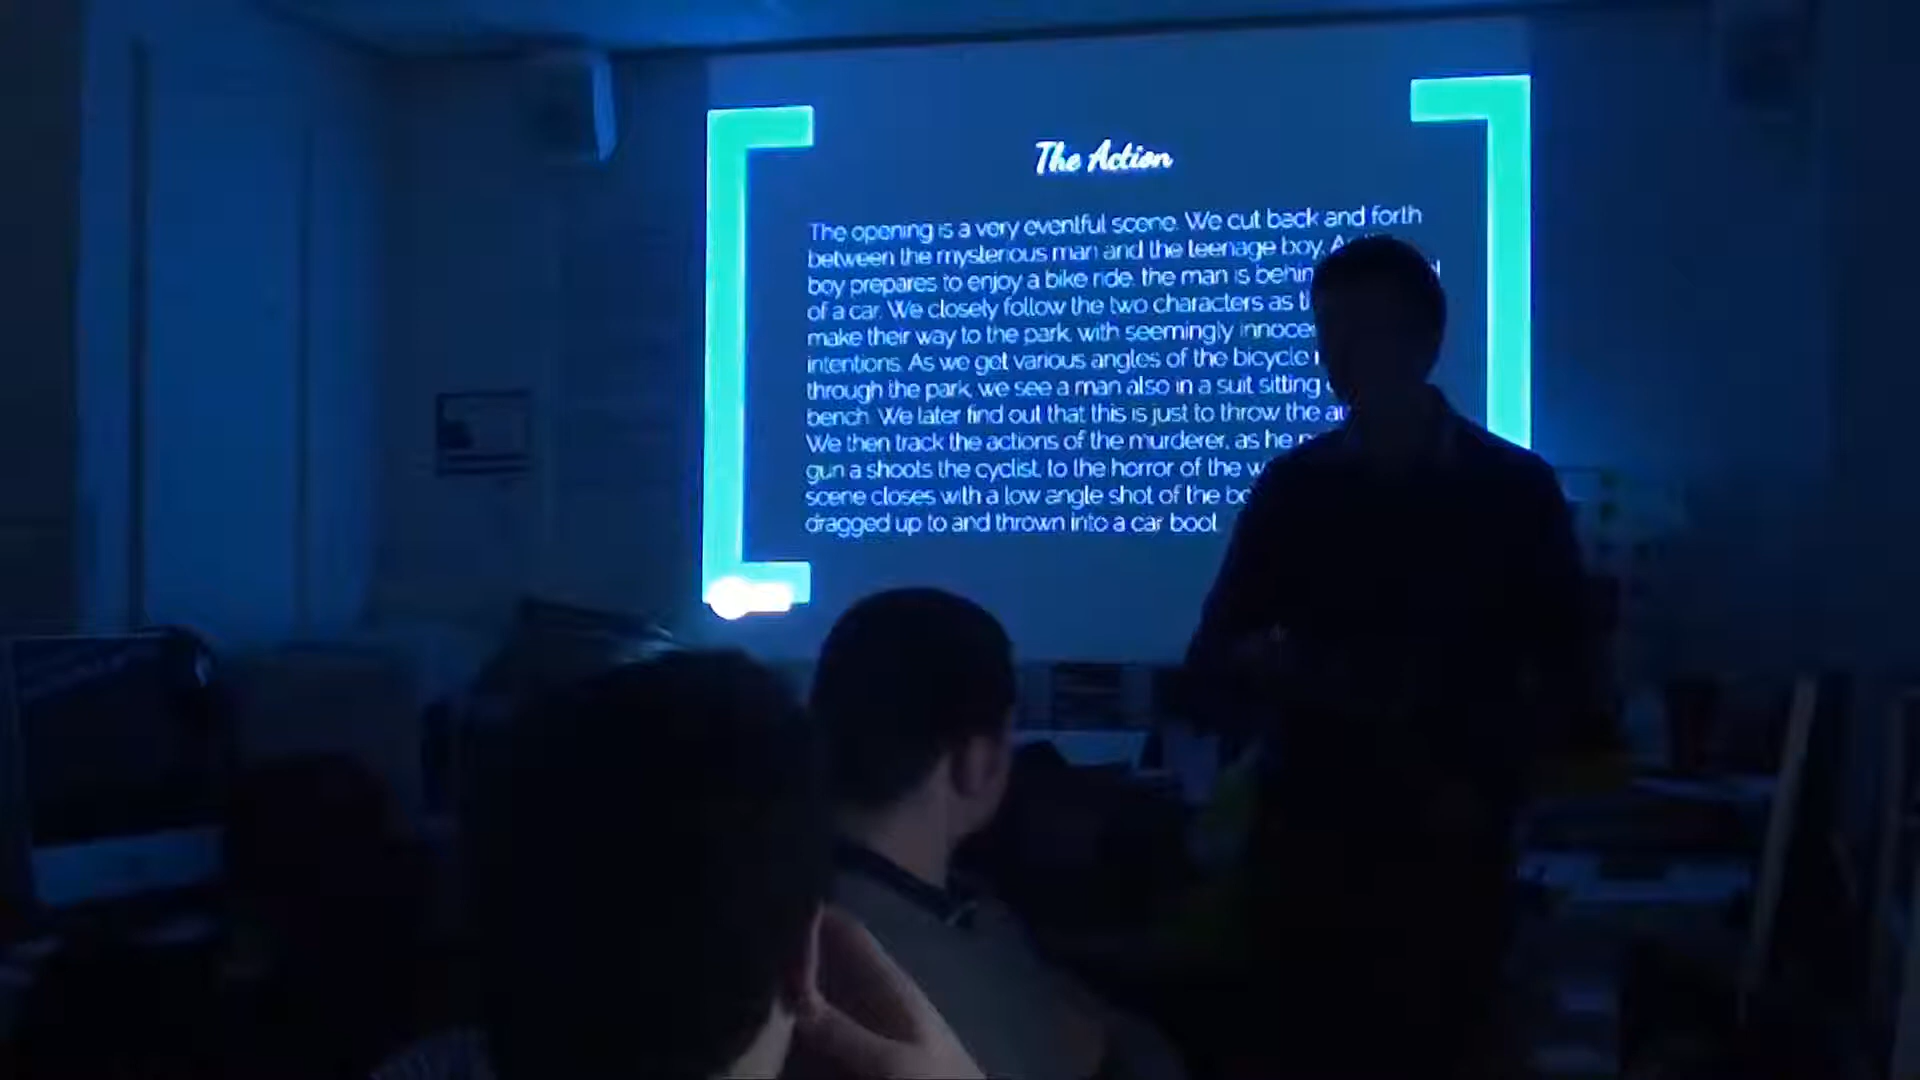 The Action
The opening is a very eventful scene. We cut back and forth
between the mysterious man and the teenage boy.
boy prepares to enjoy a bike ride, the man is
of a car. We closely follow the two characters as
make their way to the park, with seemingly
intentions. As we get various angles of the bicycle
through the park, we see a man also in a suit sitting
bench. We later find out that this is just to throw the
We then track the actions of the murderer, as he
gun a shoots the cyclist, to the horror of the
scene closes with a low angle shot of the
dragged up to and thrown into a car boot.